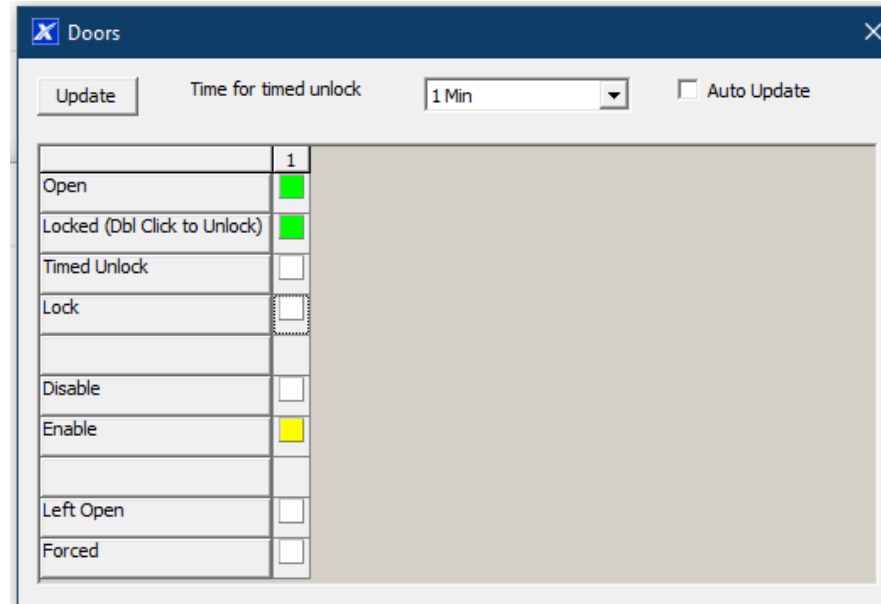 Doors
Update Time for timed unlock 1 Min Auto Update
1
Open
Locked (Dbl Click to Unlock)
Timed Unlock
Lock
Disable
Enable
Left Open
Forced